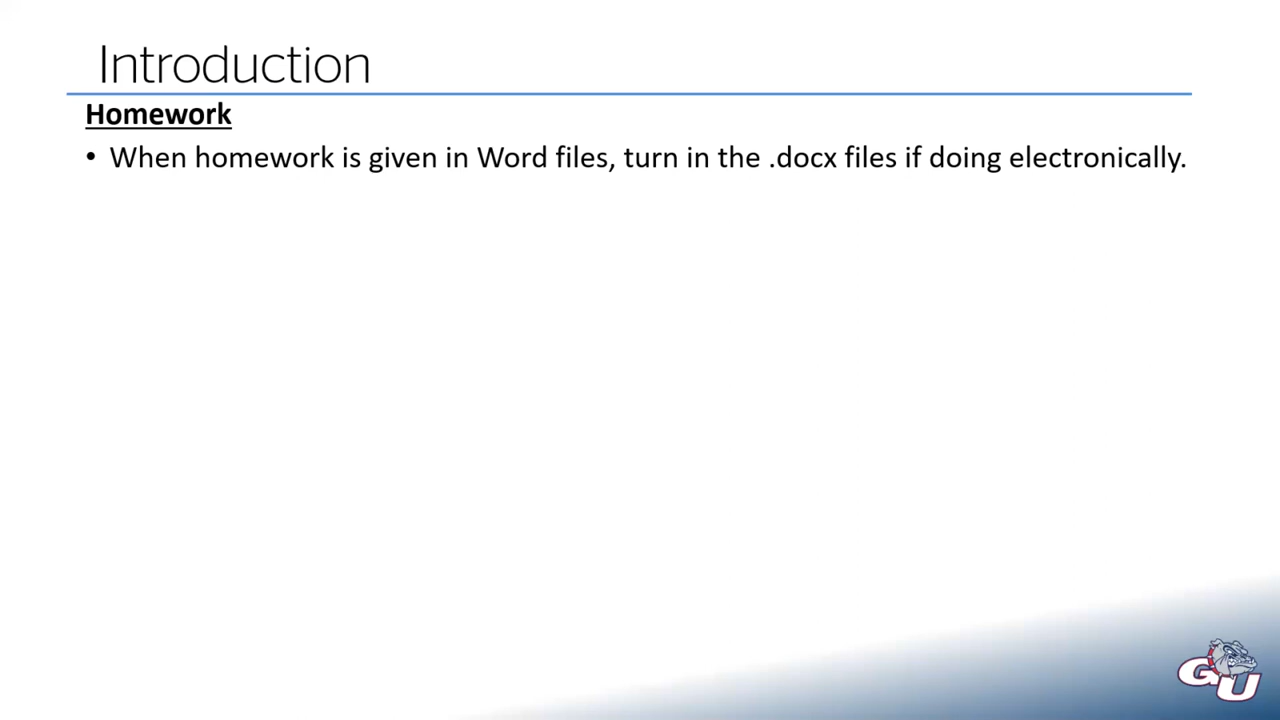 Introduction
Homework
• When homework is given in Word files, turn in the .docx files if doing electronically.
GU